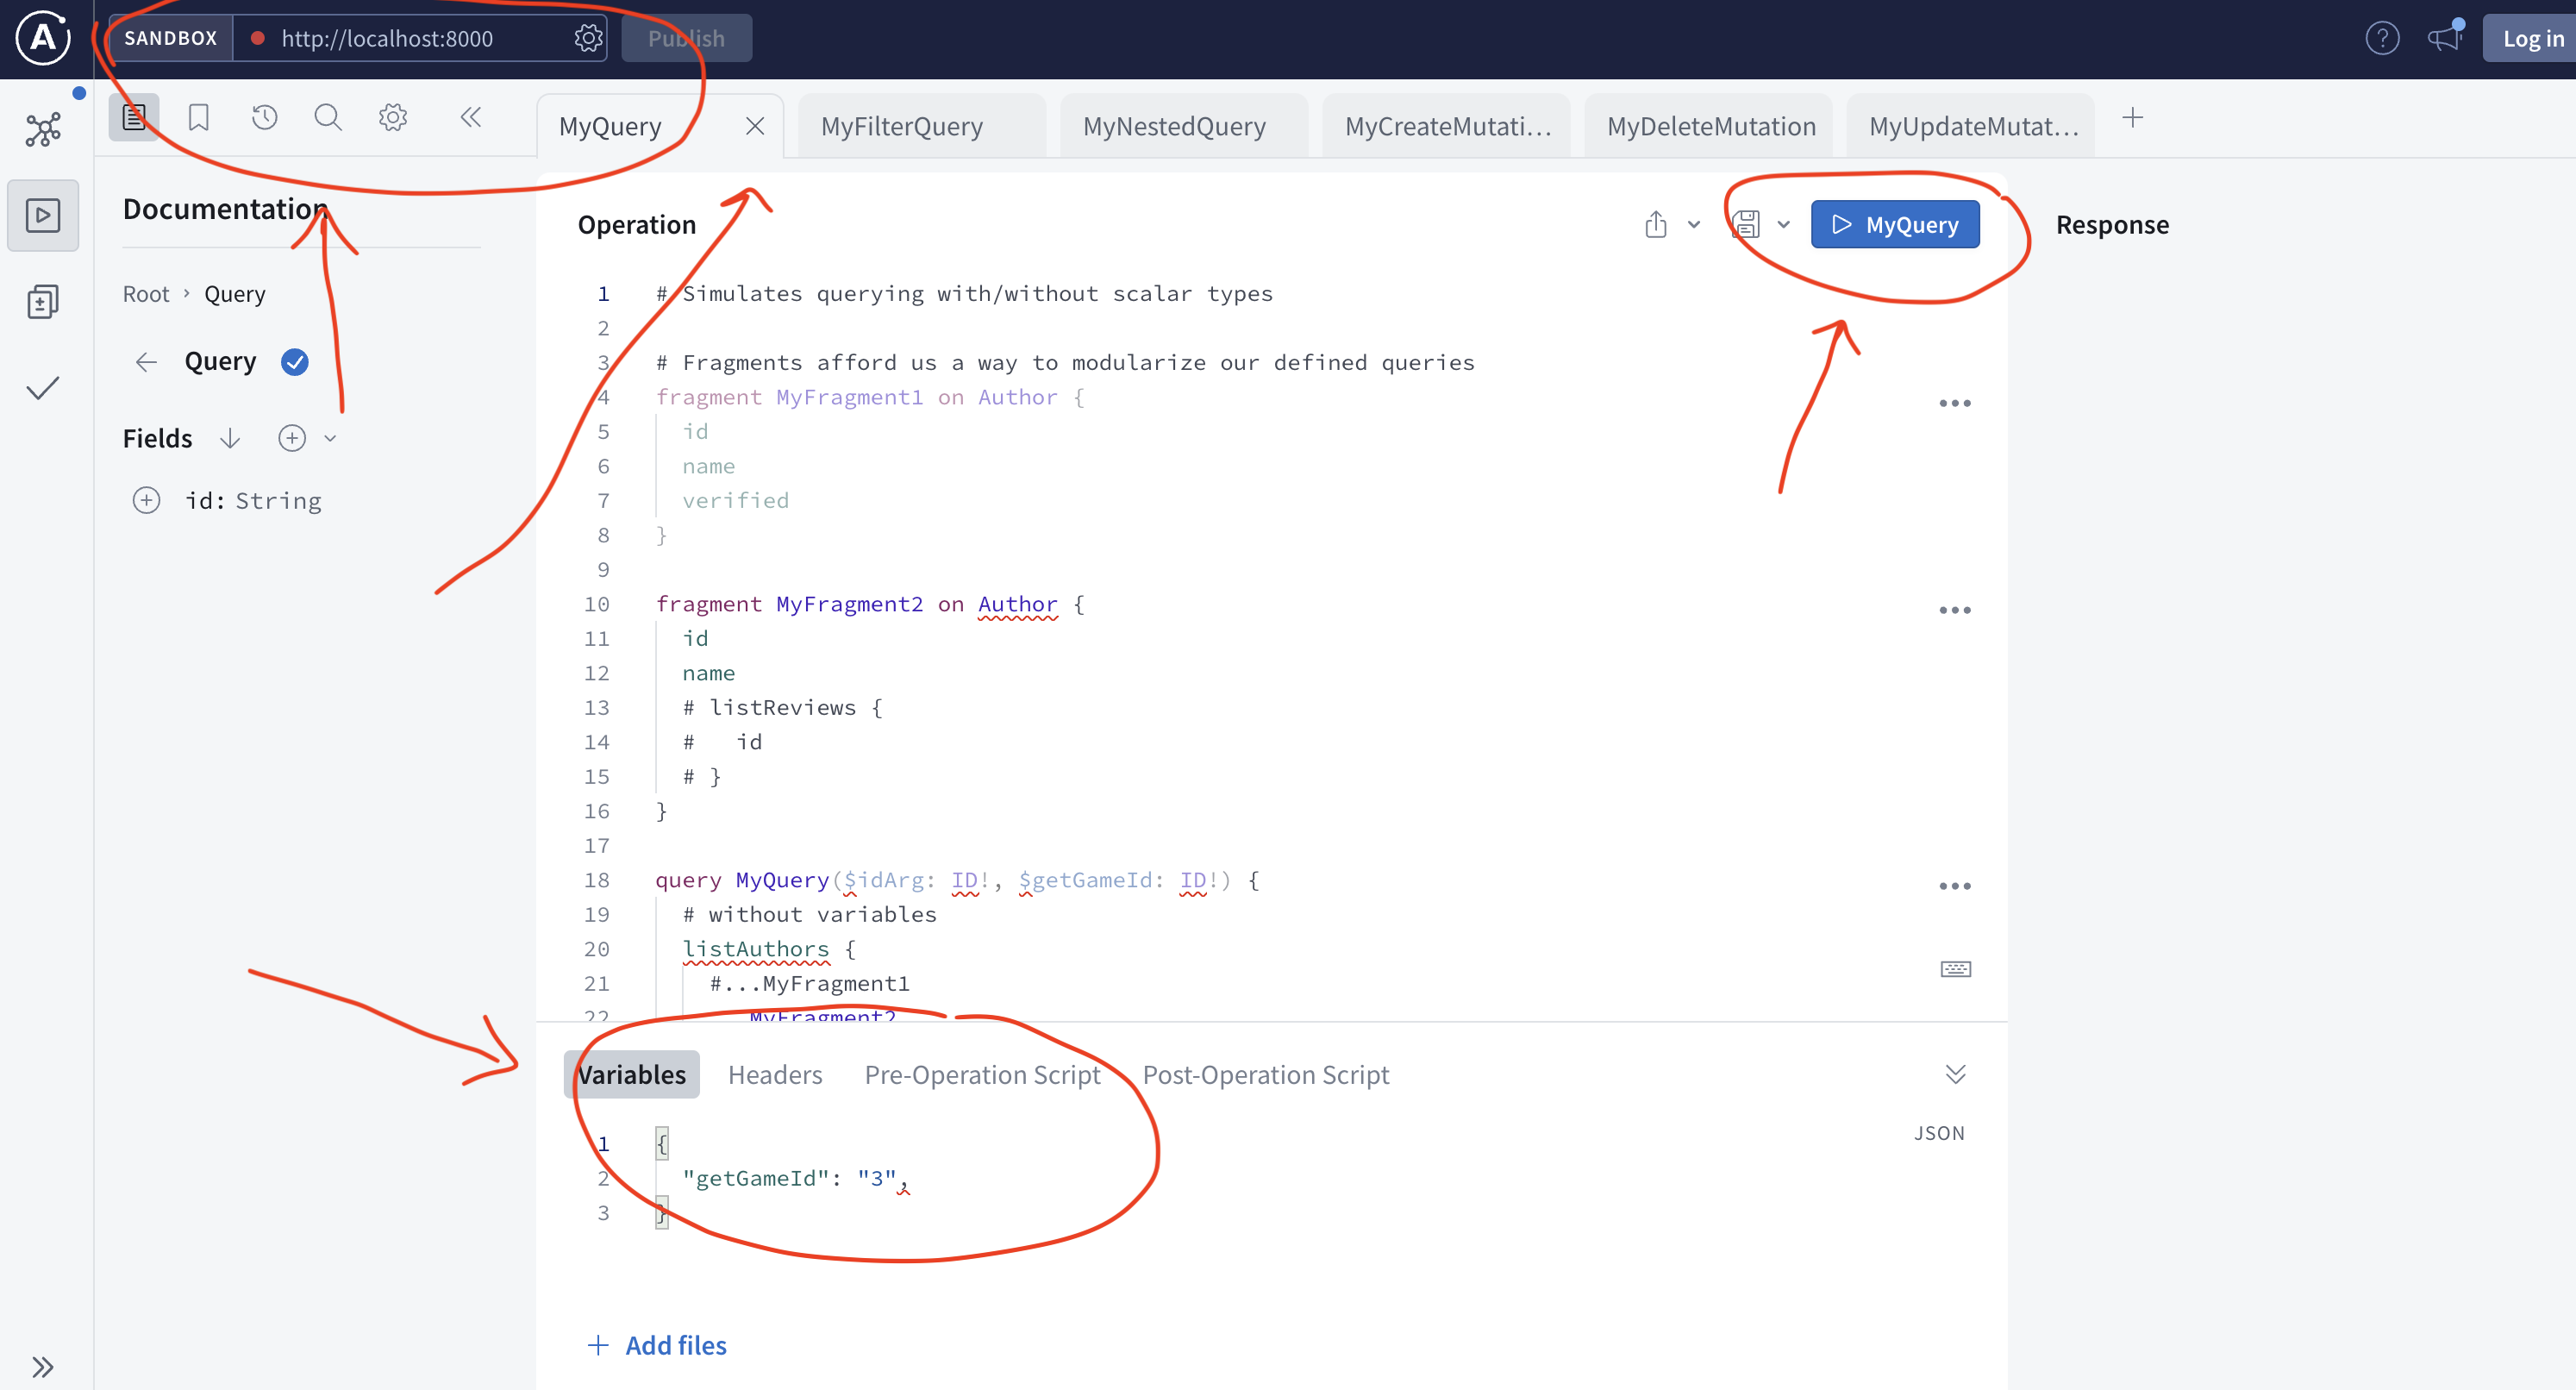 A SANDBOX http://localhost:8000 Publish ? Log in
MyQuery MyFilterQuery MyNestedQuery MyCreateMutati... MyDeleteMutation MyUpdateMutat...
Documentation
Root > Query
Query
Fields
id: String
Operation MyQuery
1 # Simulates querying with/without scalar types
2
3 # Fragments afford us a way to modularize our defined queries
4 fragment MyFragment1 on Author {
5 id
6 name
7 verified
8 }
9
10 fragment MyFragment2 on Author {
11 id
12 name
13 # listReviews {
14 #   id
15 # }
16 }
17
18 query MyQuery($idArg: ID!, $getGameId: ID!) {
19 # without variables
20 listAuthors {
21 #...MyFragment1
22 MyFragment2
Variables Headers Pre-Operation Script Post-Operation Script
JSON
1 {
2 "getGameId": "3",
3 }
+ Add files
Response